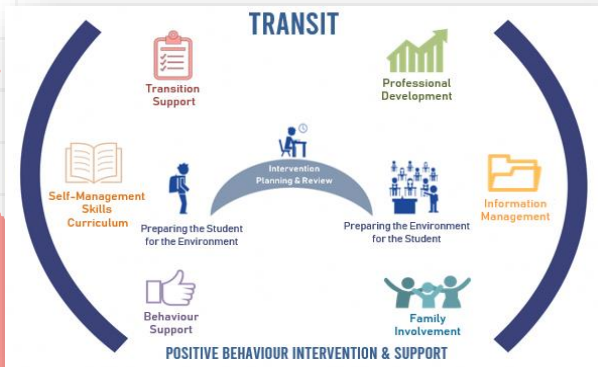 TRANSIT
Transition
Support
Professional
Development
Intervention
Planning & Review
Self-Management
Skills
Curriculum
Preparing the Student
for the Environment
Preparing the Environment
for the Student
Information
Management
Behaviour
Support
Family
Involvement
POSITIVE BEHAVIOUR INTERVENTION & SUPPORT